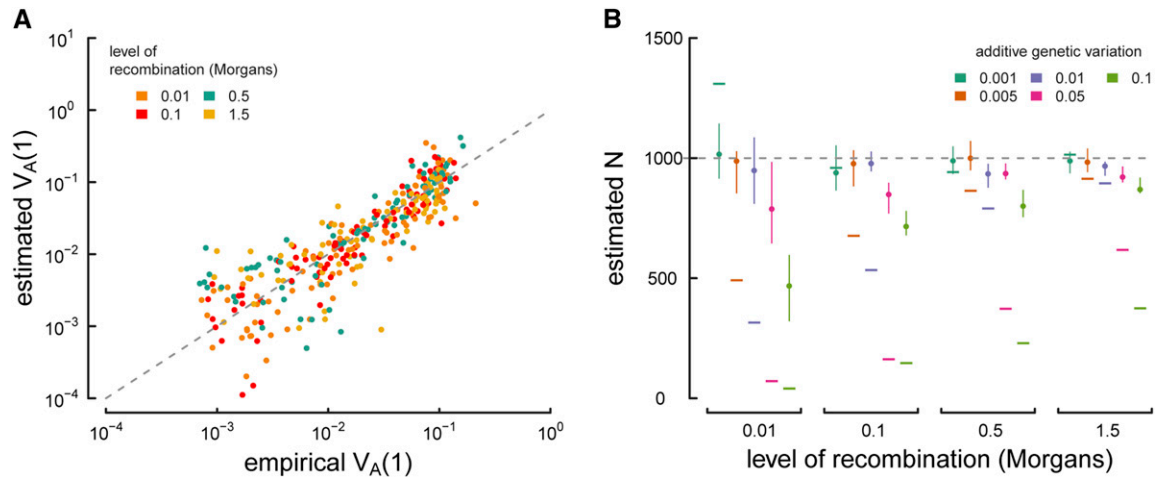 A
level of
recombination (Morgans)
0.01 0.5
0.1 1.5
estimated V_A(1)
10^1
10^0
10^−1
10^−2
10^−3
10^−4
10^−4 10^−3 10^−2 10^−1 10^0
empirical V_A(1)
B
additive genetic variation
0.001 0.01 0.1
0.005 0.05
estimated N
1500
1000
500
0
0.01 0.1 0.5 1.5
level of recombination (Morgans)